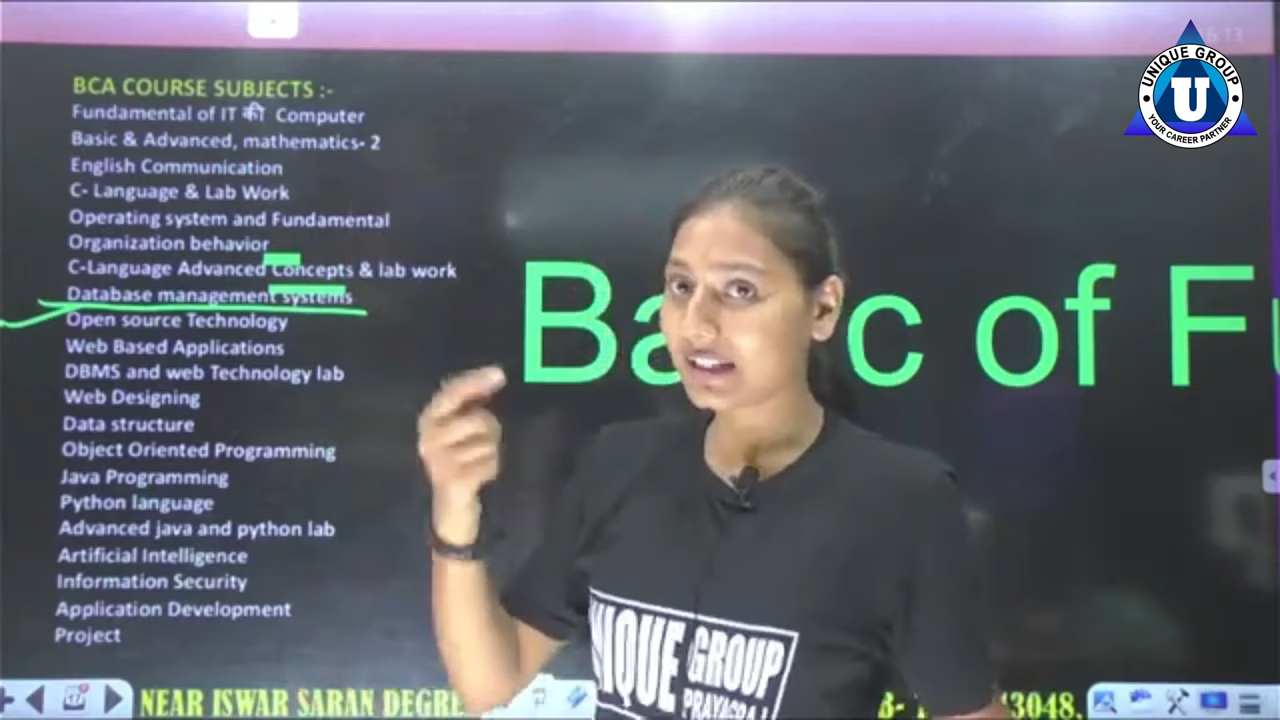 UNIQUE GROUP
U
YOUR CAREER PARTNER
BCA COURSE SUBJECTS :-
Fundamental of IT की Computer
Basic & Advanced, mathematics- 2
English Communication
C- Language & Lab Work
Operating system and Fundamental
Organization behavior
C-Language Advanced Concepts & lab work
Database management systems
Open source Technology
Web Based Applications
DBMS and web Technology lab
Web Designing
Data structure
Object Oriented Programming
Java Programming
Python language
Advanced java and python lab
Artificial Intelligence
Information Security
Application Development
Project
c of F
UNIQUE GROUP
PRAYAGRAJ
NEAR ISWAR SARAN DEGRE
3048,